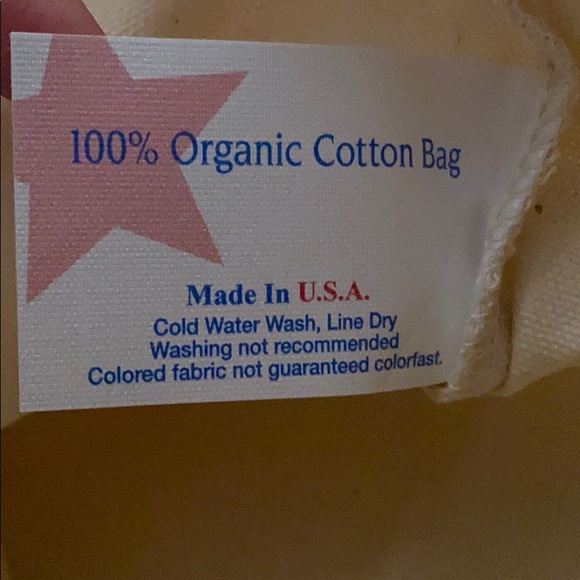 100% Organic Cotton Bag
Made In U.S.A.
Cold Water Wash, Line Dry
Washing not recommended
Colored fabric not guaranteed colorfast.